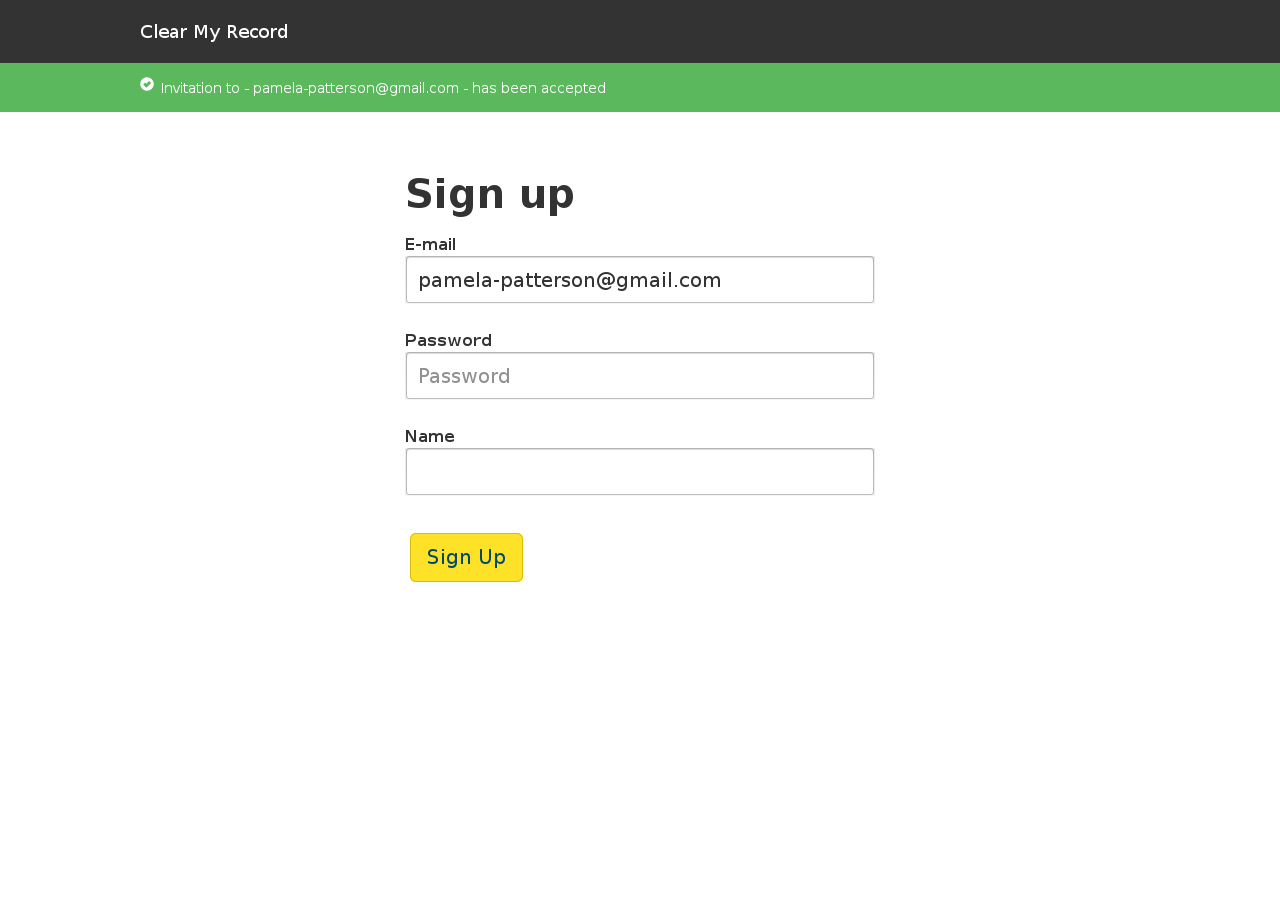 Clear My Record
Invitation to - pamela-patterson@gmail.com - has been accepted
Sign up
E-mail
pamela-patterson@gmail.com
Password
Password
Name
Sign Up